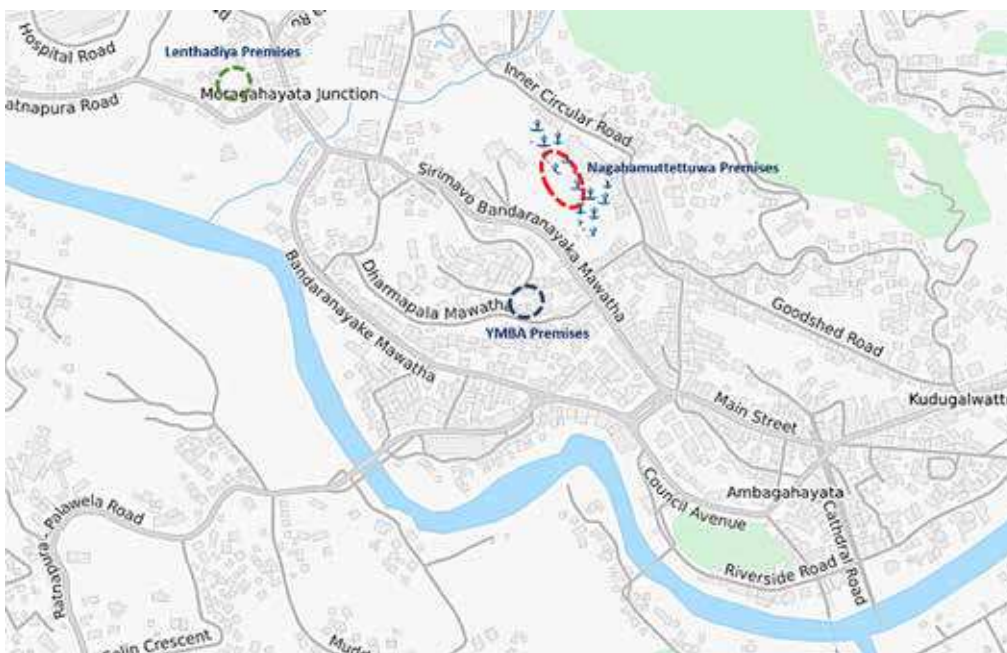 Hospital Road
Lenthadiya Premises
Moragahayata Junction
atnapura Road
Inner Circular Road
Nagahamuttettuwa Premises
Sirimavo Bandaranayaka Mawatha
Dharmapala Mawatha
YMBA Premises
Bandaranayake Mawatha
Goodshed Road
Kudugalwatt
Main Street
Ambagahayata
Council Avenue
Cathdral Road
Riverside Road
Ratnapura - Palawela Road
Colin Crescent
Mudd